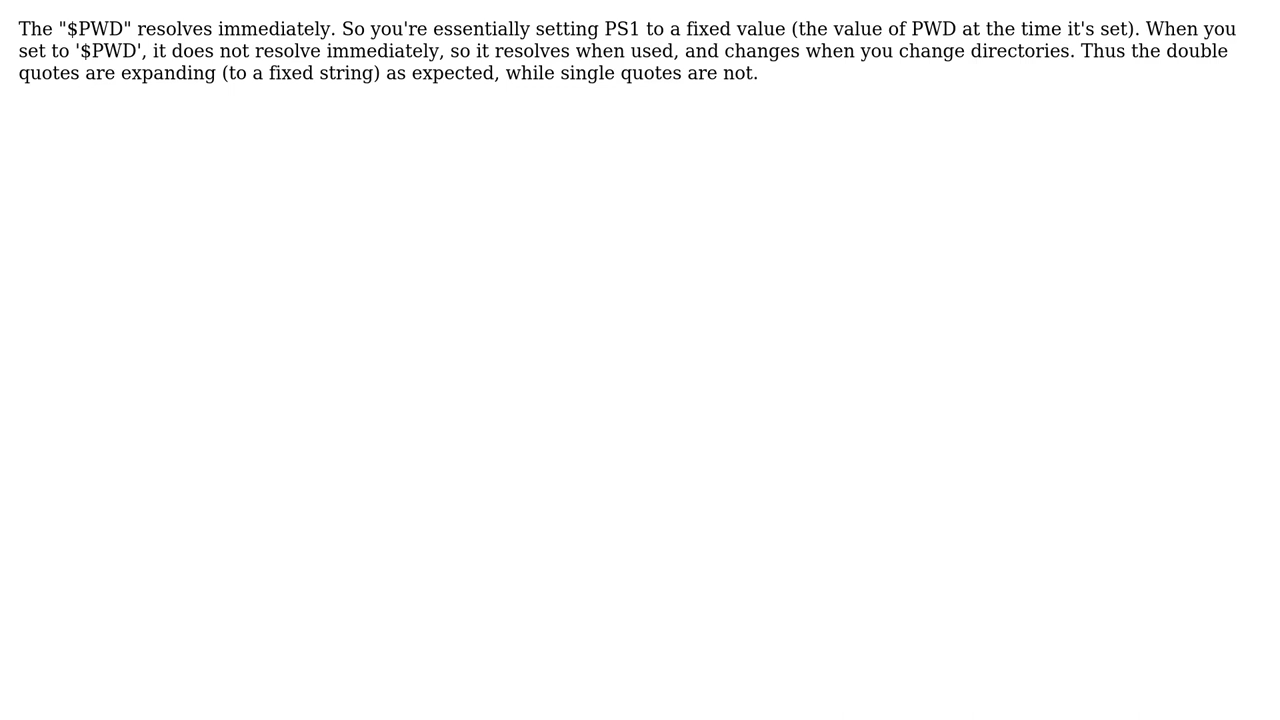 The "$PWD" resolves immediately. So you're essentially setting PS1 to a fixed value (the value of PWD at the time it's set). When you
set to '$PWD', it does not resolve immediately, so it resolves when used, and changes when you change directories. Thus the double
quotes are expanding (to a fixed string) as expected, while single quotes are not.